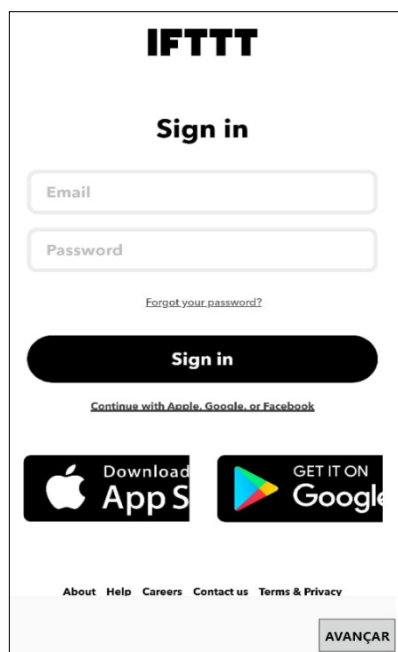 IFTTT
Sign in
Email
Password
Forgot your password?
Sign in
Continue with Apple, Google, or Facebook
Download
App S
GET IT ON
Google
About Help Careers Contact us Terms & Privacy
AVANÇAR